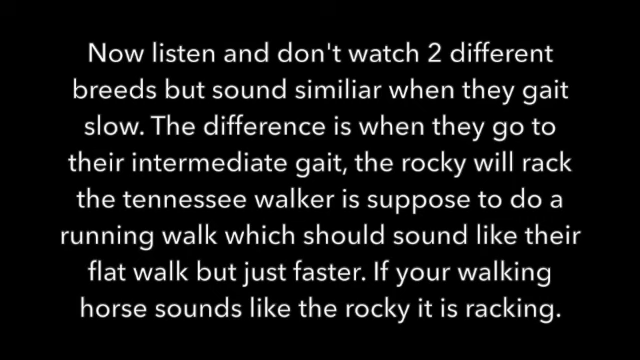 Now listen and don't watch 2 different
breeds but sound similiar when they gait
slow. The difference is when they go to
their intermediate gait, the rocky will rack
the tennessee walker is suppose to do a
running walk which should sound like their
flat walk but just faster. If your walking
horse sounds like the rocky it is racking.